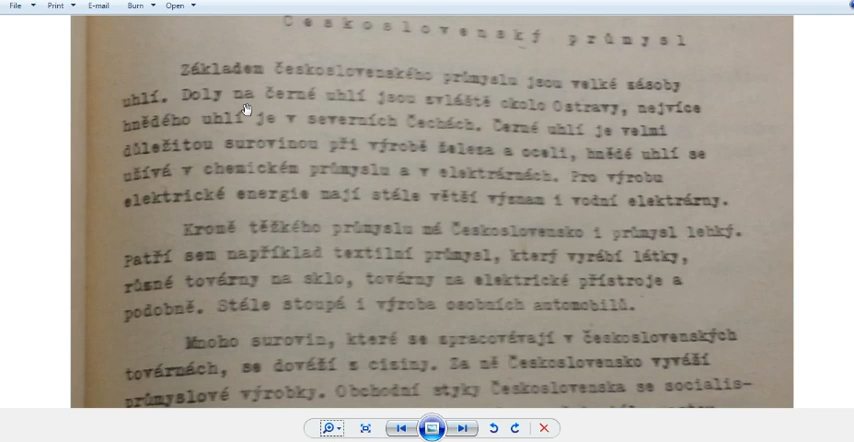 File Print E-mail Burn Open
Československý průmysl
Základem československého průmyslu jsou velké zásoby
uhlí. Doly na černé uhlí jsou zvláště okolo Ostravy, nejvíce
hnědého uhlí je v severních Čechách. Černé uhlí je velmi
důležitou surovinou při výrobě železa a oceli, hnědé uhlí se
užívá v chemickém průmyslu a v elektrárnách. Pro výrobu
elektrické energie mají stále větší význam i vodní elektrárny.
Kromě těžkého průmyslu má Československo i průmysl lehký.
Patří sem například textilní průmysl, který vyrábí látky,
různé továrny na sklo, továrny na elektrické přístroje a
podobně. Stále stoupá i výroba osobních automobilů.
Mnoho surovin, které se zpracovávají v československých
továrnách, se dováží z ciziny. Za ně Československo vyváží
průmyslové výrobky. Obchodní styky Československa se socialis-